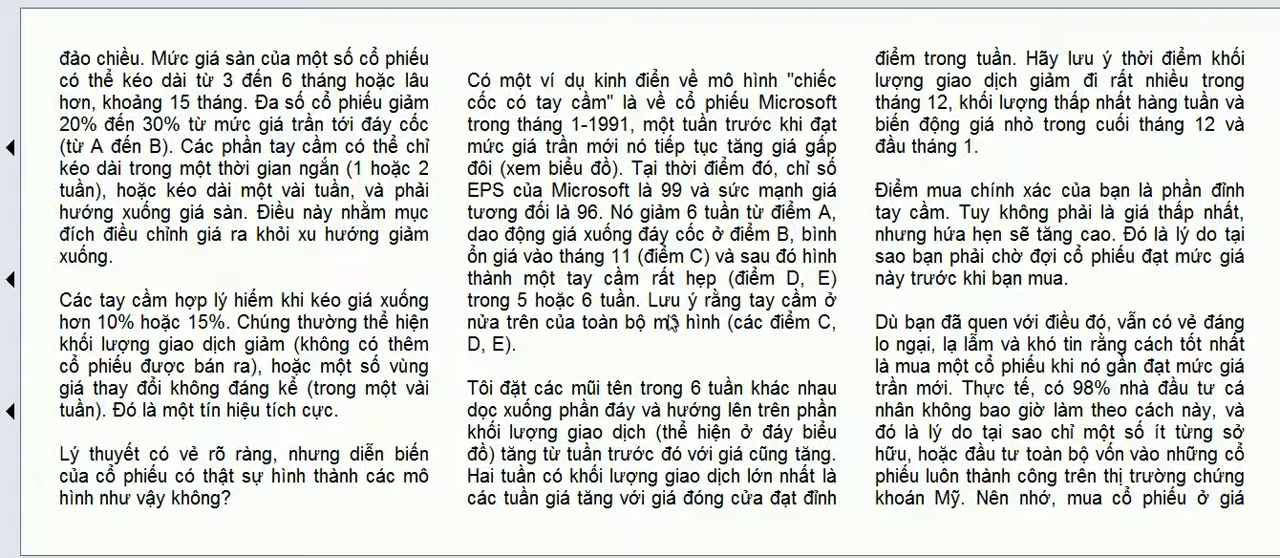 đảo chiều. Mức giá sàn của một số cổ phiếu
có thể kéo dài từ 3 đến 6 tháng hoặc lâu
hơn, khoảng 15 tháng. Đa số cổ phiếu giảm
20% đến 30% từ mức giá trần tới đáy cốc
(từ A đến B). Các phần tay cầm có thể chỉ
kéo dài trong một thời gian ngắn (1 hoặc 2
tuần), hoặc kéo dài một vài tuần, và phải
hướng xuống giá sàn. Điều này nhằm mục
đích điều chỉnh giá ra khỏi xu hướng giảm
xuống.
Các tay cầm hợp lý hiếm khi kéo giá xuống
hơn 10% hoặc 15%. Chúng thường thể hiện
khối lượng giao dịch giảm (không có thêm
cổ phiếu được bán ra), hoặc một số vùng
giá thay đổi không đáng kể (trong một vài
tuần). Đó là một tín hiệu tích cực.
Lý thuyết có vẻ rõ ràng, nhưng diễn biến
của cổ phiếu có thật sự hình thành các mô
hình như vậy không?
Có một ví dụ kinh điển về mô hình "chiếc
cốc có tay cầm" là về cổ phiếu Microsoft
trong tháng 1-1991, một tuần trước khi đạt
mức giá trần mới nó tiếp tục tăng giá gấp
đôi (xem biểu đồ). Tại thời điểm đó, chỉ số
EPS của Microsoft là 99 và sức mạnh giá
tương đối là 96. Nó giảm 6 tuần từ điểm A,
dao động giá xuống đáy cốc ở điểm B, bình
ổn giá vào tháng 11 (điểm C) và sau đó hình
thành một tay cầm rất hẹp (điểm D, E)
trong 5 hoặc 6 tuần. Lưu ý rằng tay cầm ở
nửa trên của toàn bộ mô hình (các điểm C,
D, E).
Tôi đặt các mũi tên trong 6 tuần khác nhau
dọc xuống phần đáy và hướng lên trên phần
khối lượng giao dịch (thể hiện ở đáy biểu
đồ) tăng từ tuần trước đó với giá cũng tăng.
Hai tuần có khối lượng giao dịch lớn nhất là
các tuần giá tăng với giá đóng cửa đạt đỉnh
điểm trong tuần. Hãy lưu ý thời điểm khối
lượng giao dịch giảm đi rất nhiều trong
tháng 12, khối lượng thấp nhất hàng tuần và
biến động giá nhỏ trong cuối tháng 12 và
đầu tháng 1.
Điểm mua chính xác của bạn là phần đỉnh
tay cầm. Tuy không phải là giá thấp nhất,
nhưng hứa hẹn sẽ tăng cao. Đó là lý do tại
sao bạn phải chờ đợi cổ phiếu đạt mức giá
này trước khi bạn mua.
Dù bạn đã quen với điều đó, vẫn có vẻ đáng
lo ngại, lạ lẫm và khó tin rằng cách tốt nhất
là mua một cổ phiếu khi nó gần đạt mức giá
trần mới. Thực tế, có 98% nhà đầu tư cá
nhân không bao giờ làm theo cách này, và
đó là lý do tại sao chỉ một số ít từng sở
hữu, hoặc đầu tư toàn bộ vốn vào những cổ
phiếu luôn thành công trên thị trường chứng
khoán Mỹ. Nên nhớ, mua cổ phiếu ở giá